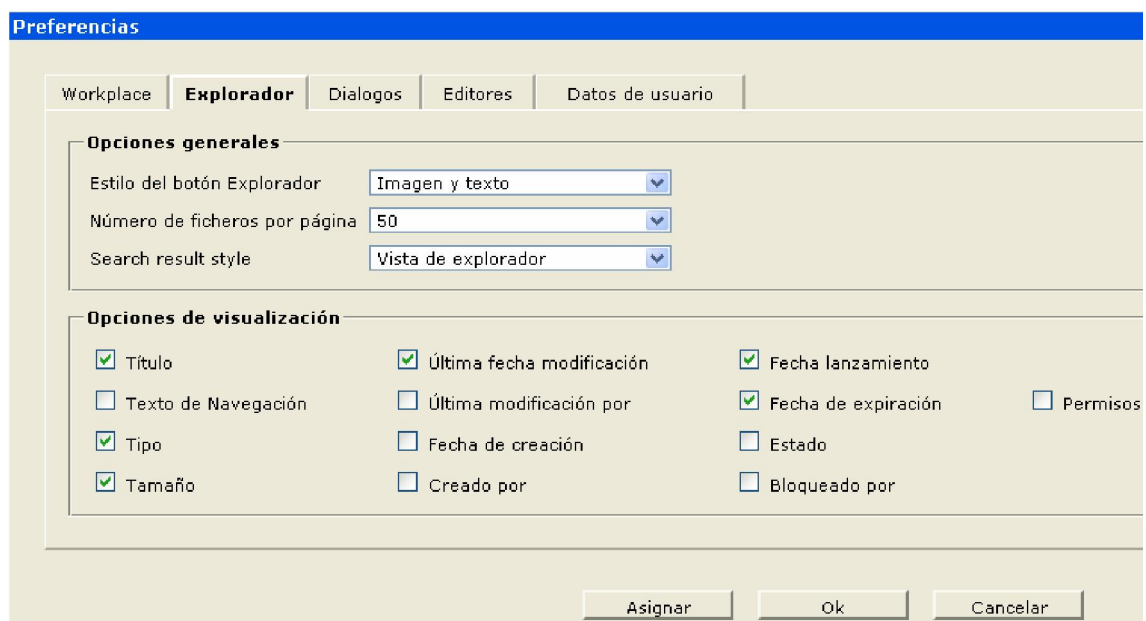 Preferencias
Workplace Explorador Dialogos Editores Datos de usuario
Opciones generales
Estilo del botón Explorador Imagen y texto
Número de ficheros por página 50
Search result style Vista de explorador
Opciones de visualización
Título Última fecha modificación Fecha lanzamiento
Texto de Navegación Última modificación por Fecha de expiración Permisos
Tipo Fecha de creación Estado
Tamaño Creado por Bloqueado por
Asignar Ok Cancelar